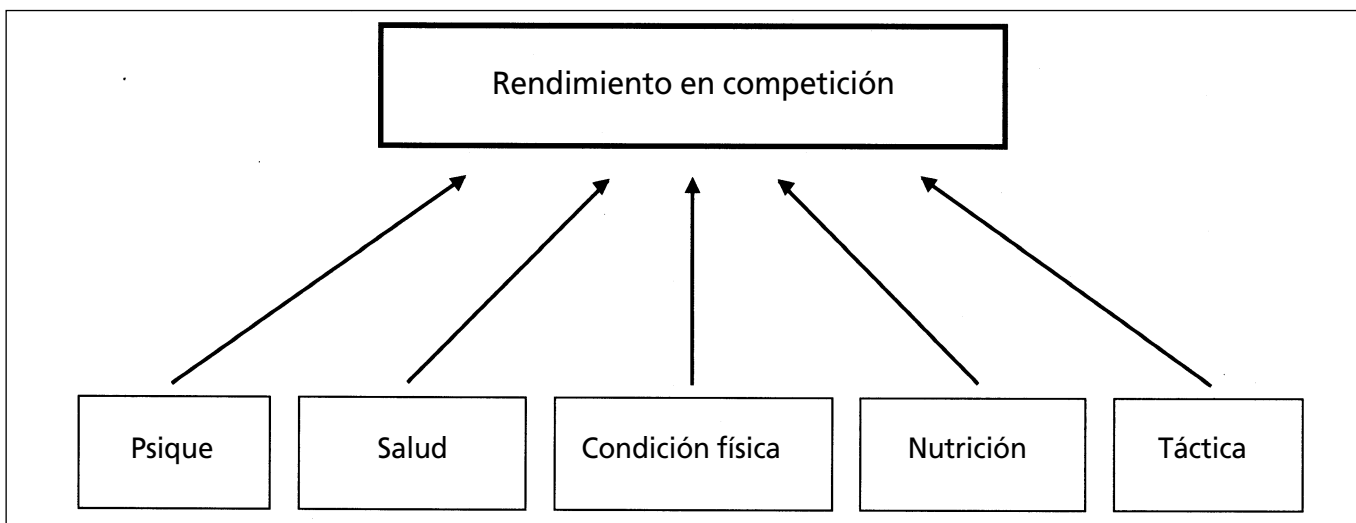 Rendimiento en competición
Psique
Salud
Condición física
Nutrición
Táctica